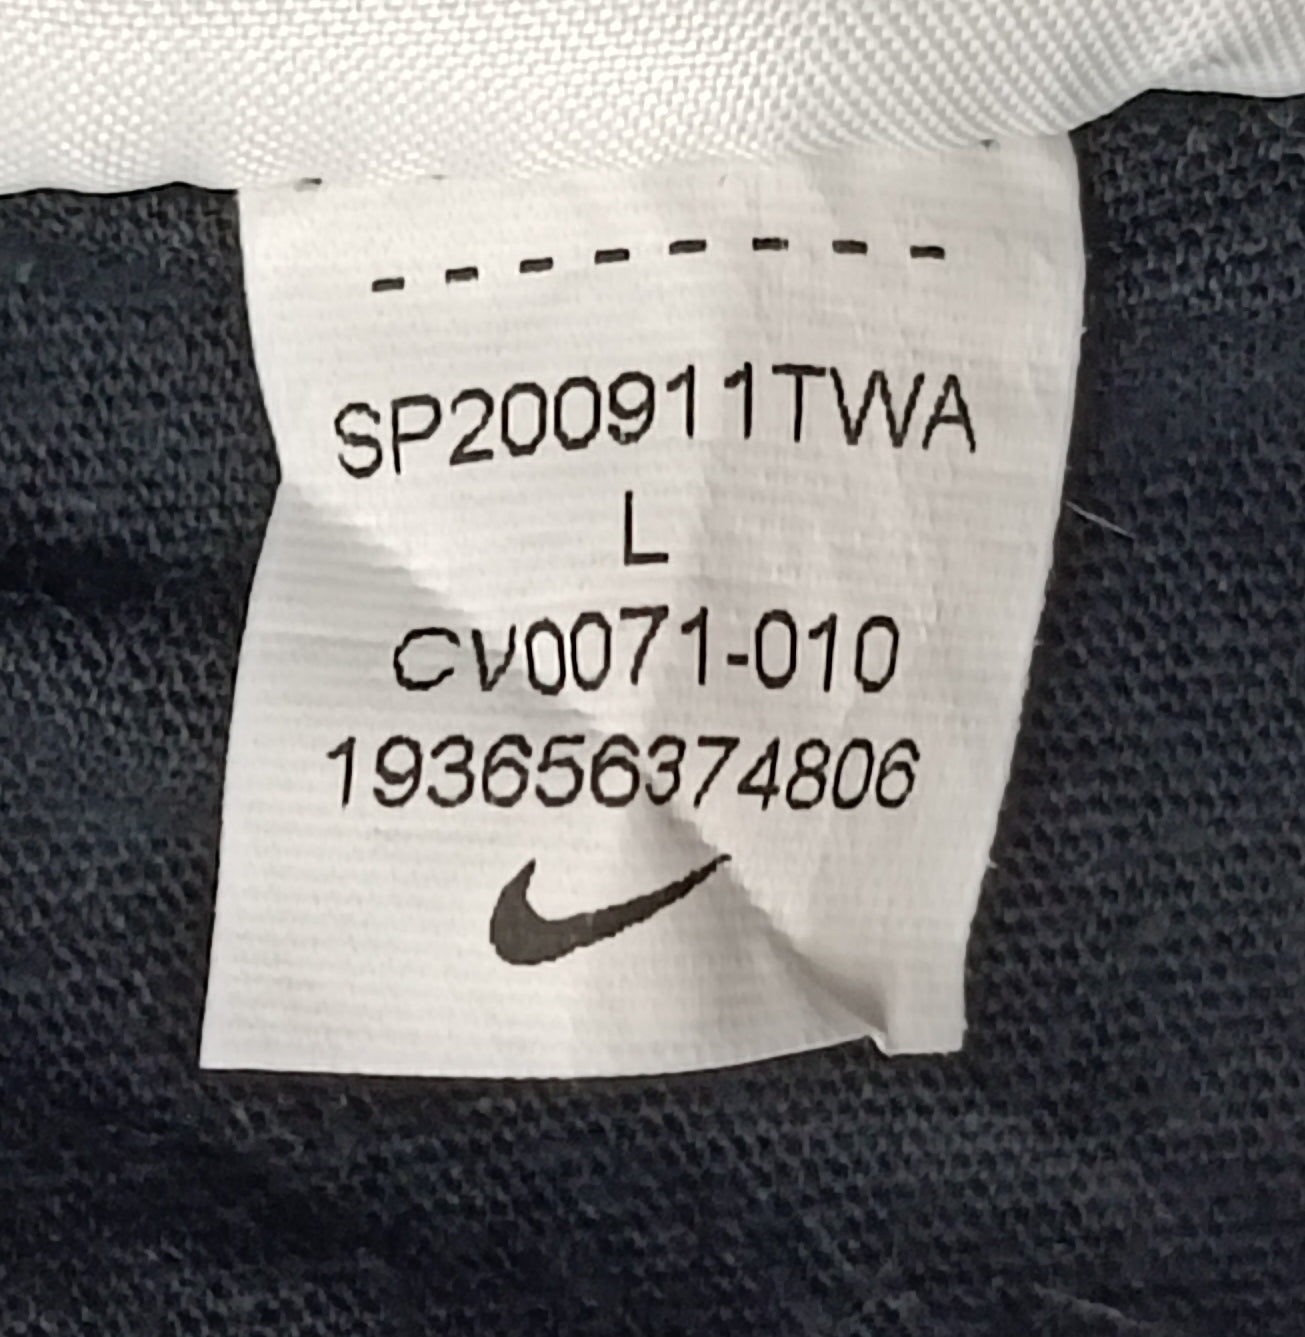 --------
SP200911TWA
L
CV0071-010
193656374806